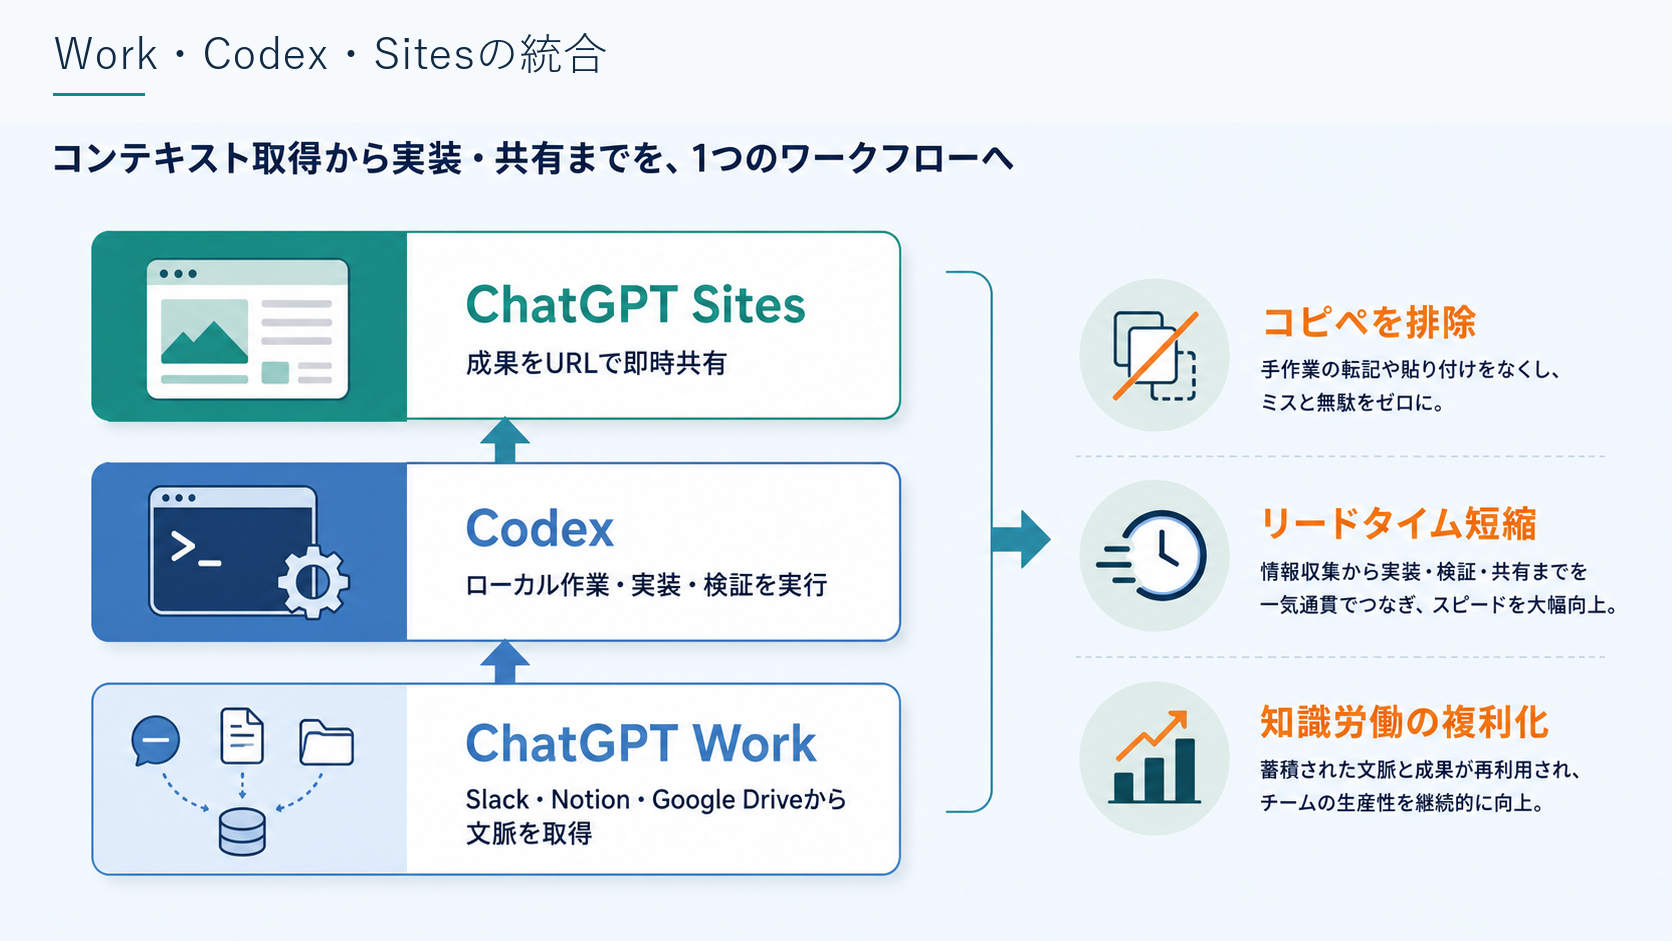 Work・Codex・Sitesの統合
コンテキスト取得から実装・共有までを、1つのワークフローへ
ChatGPT Sites
成果をURLで即時共有
Codex
ローカル作業・実装・検証を実行
ChatGPT Work
Slack・Notion・Google Driveから
文脈を取得
コピペを排除
手作業の転記や貼り付けをなくし、
ミスと無駄をゼロに。
リードタイム短縮
情報収集から実装・検証・共有までを
一気通貫でつなぎ、スピードを大幅向上。
知識労働の複利化
蓄積された文脈と成果が再利用され、
チームの生産性を継続的に向上。